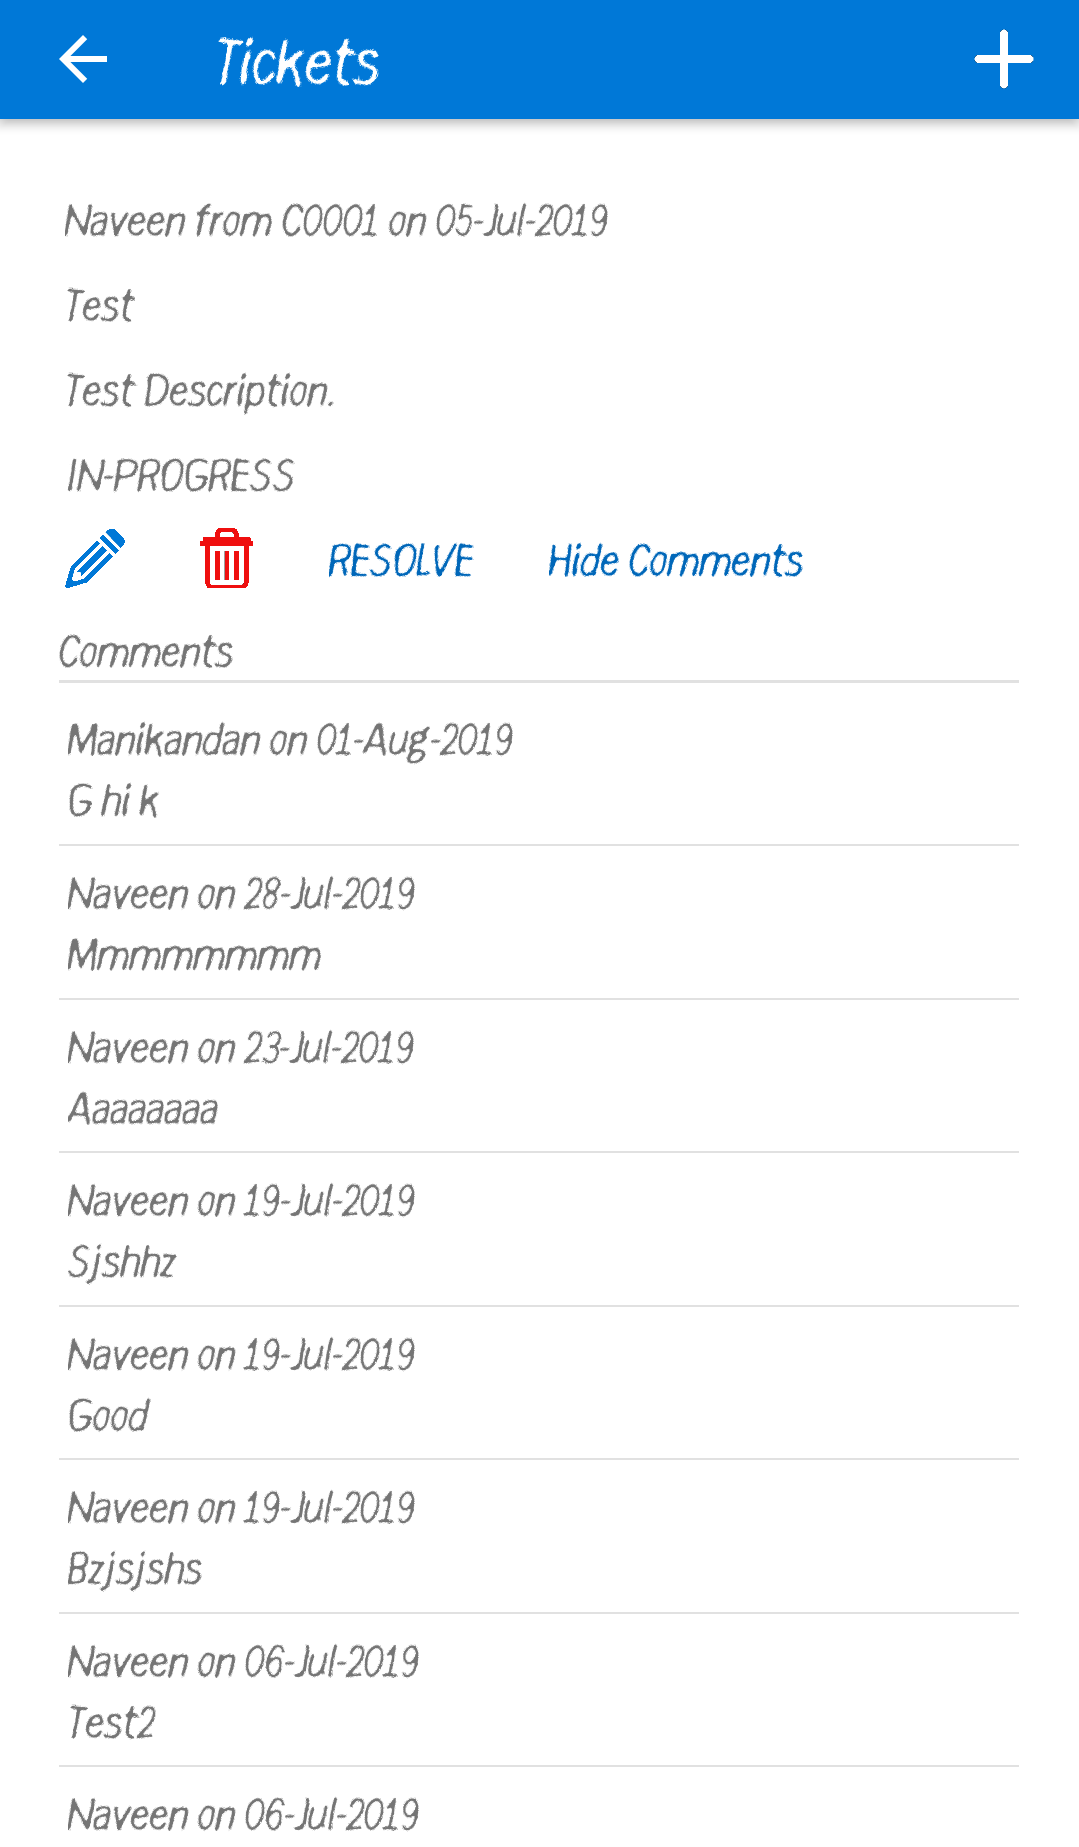 Tickets
Naveen from C0001 on 05-Jul-2019
Test
Test Description.
IN-PROGRESS
RESOLVE Hide Comments
Comments
Manikandan on 01-Aug-2019
G hi k
Naveen on 28-Jul-2019
Mmmmmmmm
Naveen on 23-Jul-2019
Aaaaaaaa
Naveen on 19-Jul-2019
Sjshhz
Naveen on 19-Jul-2019
Good
Naveen on 19-Jul-2019
Bzjsjshs
Naveen on 06-Jul-2019
Test2
Naveen on 06-Jul-2019